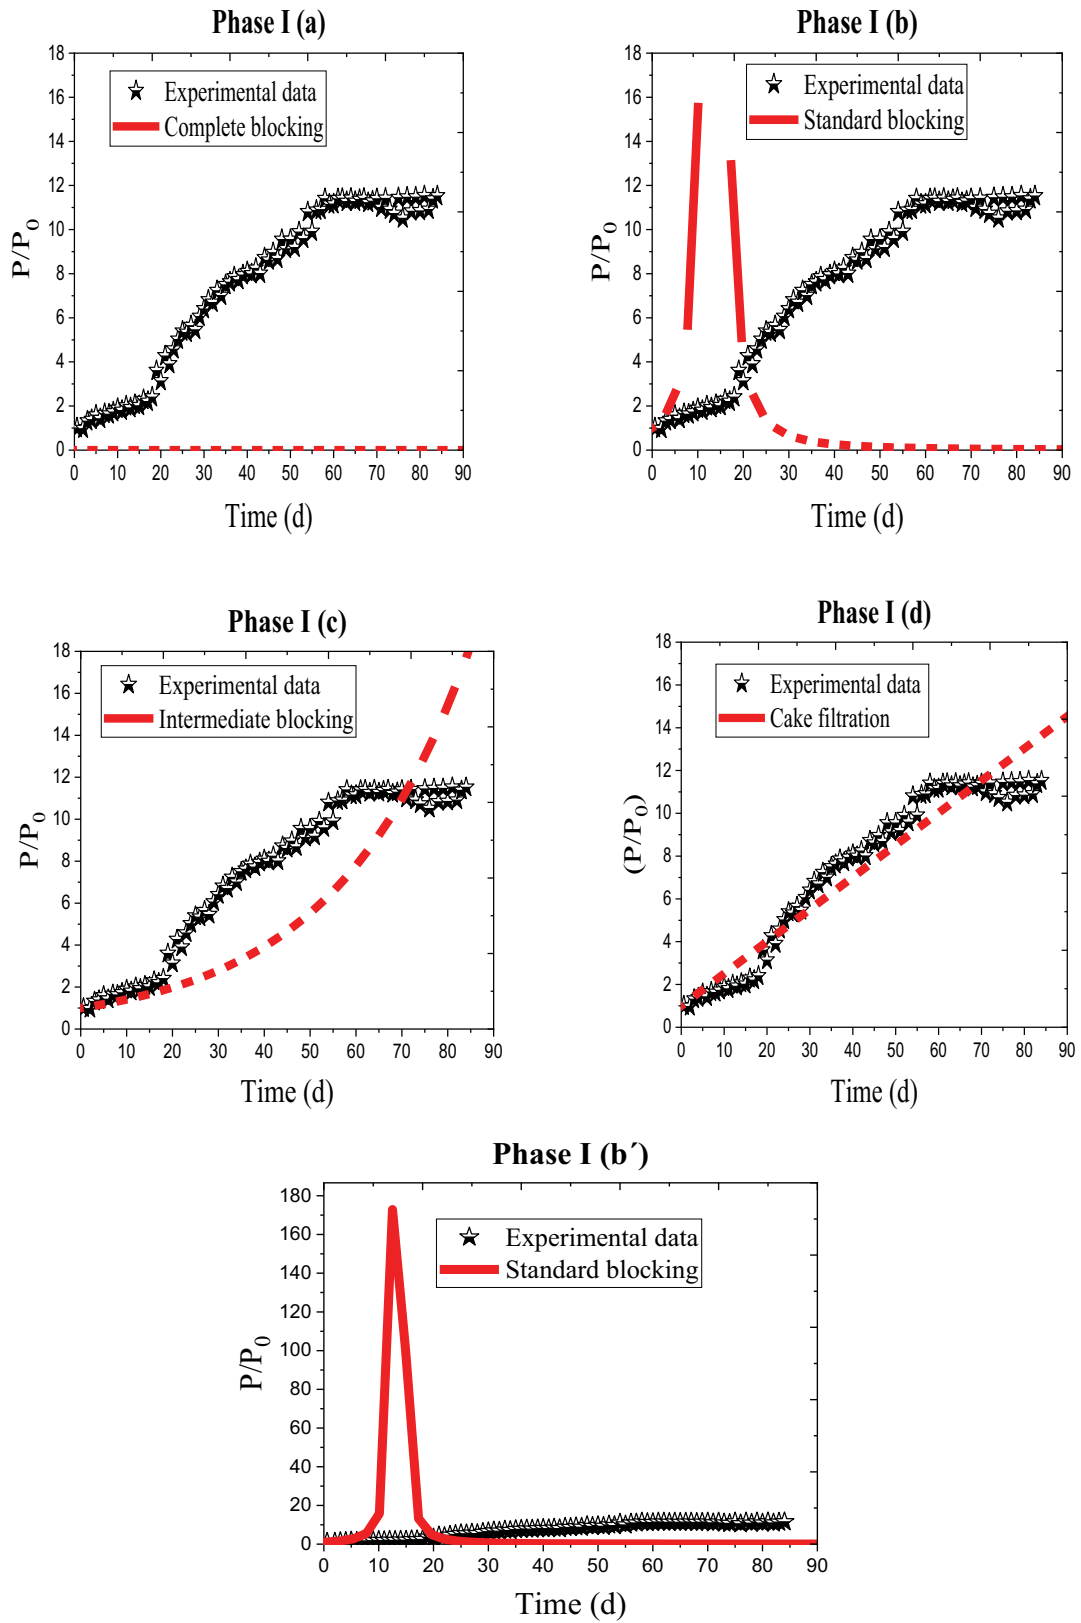 Phase I (a)
18
16
14
12
10
8
6
4
2
0
P/P0
Experimental data
Complete blocking
0 10 20 30 40 50 60 70 80 90
Time (d)
Phase I (b)
18
16
14
12
10
8
6
4
2
0
P/P0
Experimental data
Standard blocking
0 10 20 30 40 50 60 70 80 90
Time (d)
Phase I (c)
18
16
14
12
10
8
6
4
2
0
P/P0
Experimental data
Intermediate blocking
0 10 20 30 40 50 60 70 80 90
Time (d)
Phase I (d)
18
16
14
12
10
8
6
4
2
0
(P/P0)
Experimental data
Cake filtration
0 10 20 30 40 50 60 70 80 90
Time (d)
Phase I (b´)
180
160
140
120
100
80
60
40
20
0
P/P0
Experimental data
Standard blocking
0 10 20 30 40 50 60 70 80 90
Time (d)